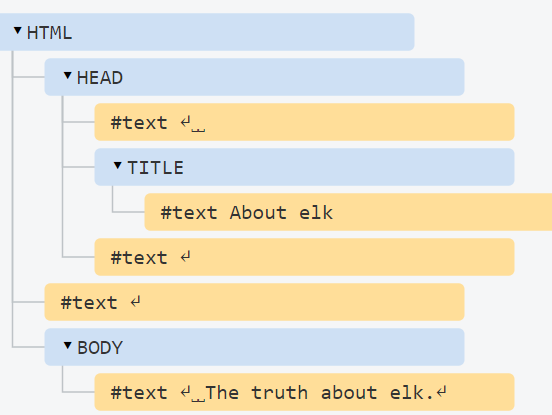 ▼ HTML
▼ HEAD
#text ↵␣
▼ TITLE
#text About elk
#text ↵
#text ↵
▼ BODY
#text ↵␣The truth about elk.↵